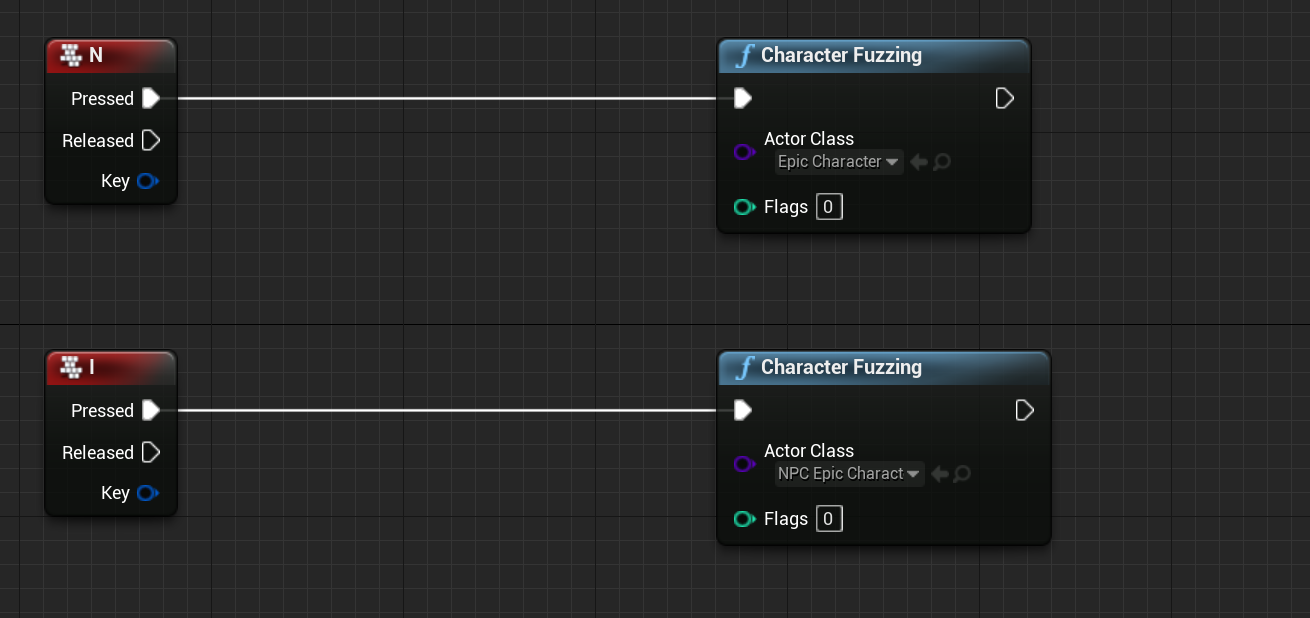 N
Pressed
Released
Key
Character Fuzzing
Actor Class
Epic Character
Flags 0
I
Pressed
Released
Key
Character Fuzzing
Actor Class
NPC Epic Charact
Flags 0